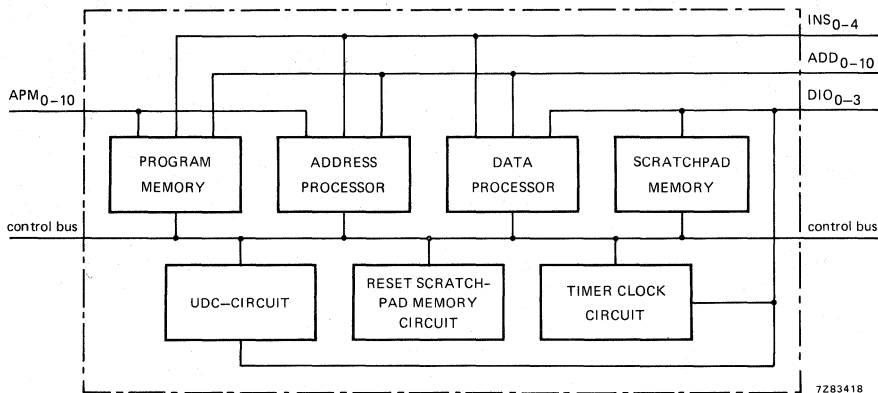 INS0–4
ADD0–10
APM0–10
DIO0–3
PROGRAM
MEMORY
ADDRESS
PROCESSOR
DATA
PROCESSOR
SCRATCHPAD
MEMORY
control bus
control bus
UDC–CIRCUIT
RESET SCRATCH–
PAD MEMORY
CIRCUIT
TIMER CLOCK
CIRCUIT
7Z83418